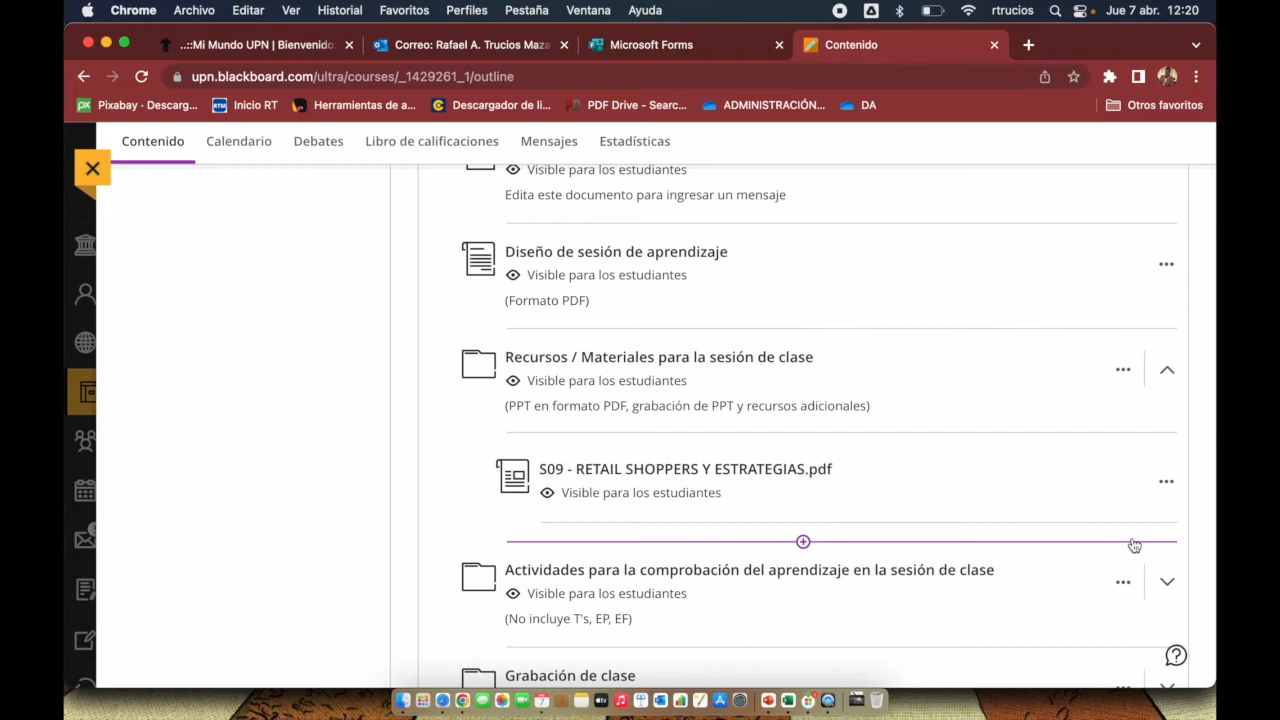 Chrome Archivo Editar Ver Historial Favoritos Perfiles Pestaña Ventana Ayuda rtrucios Jue 7 abr. 12:20
..::Mi Mundo UPN | Bienvenido: Correo: Rafael A. Trucios Maza Microsoft Forms Contenido
upn.blackboard.com/ultra/courses/_1429261_1/outline
Pixabay · Descarg... Inicio RT Herramientas de a... Descargador de li... PDF Drive - Searc... ADMINISTRACIÓN... DA Otros favoritos
Contenido Calendario Debates Libro de calificaciones Mensajes Estadísticas
Visible para los estudiantes
Edita este documento para ingresar un mensaje
Diseño de sesión de aprendizaje
Visible para los estudiantes
(Formato PDF)
Recursos / Materiales para la sesión de clase
Visible para los estudiantes
(PPT en formato PDF, grabación de PPT y recursos adicionales)
S09 - RETAIL SHOPPERS Y ESTRATEGIAS.pdf
Visible para los estudiantes
Actividades para la comprobación del aprendizaje en la sesión de clase
Visible para los estudiantes
(No incluye T's, EP, EF)
Grabación de clase